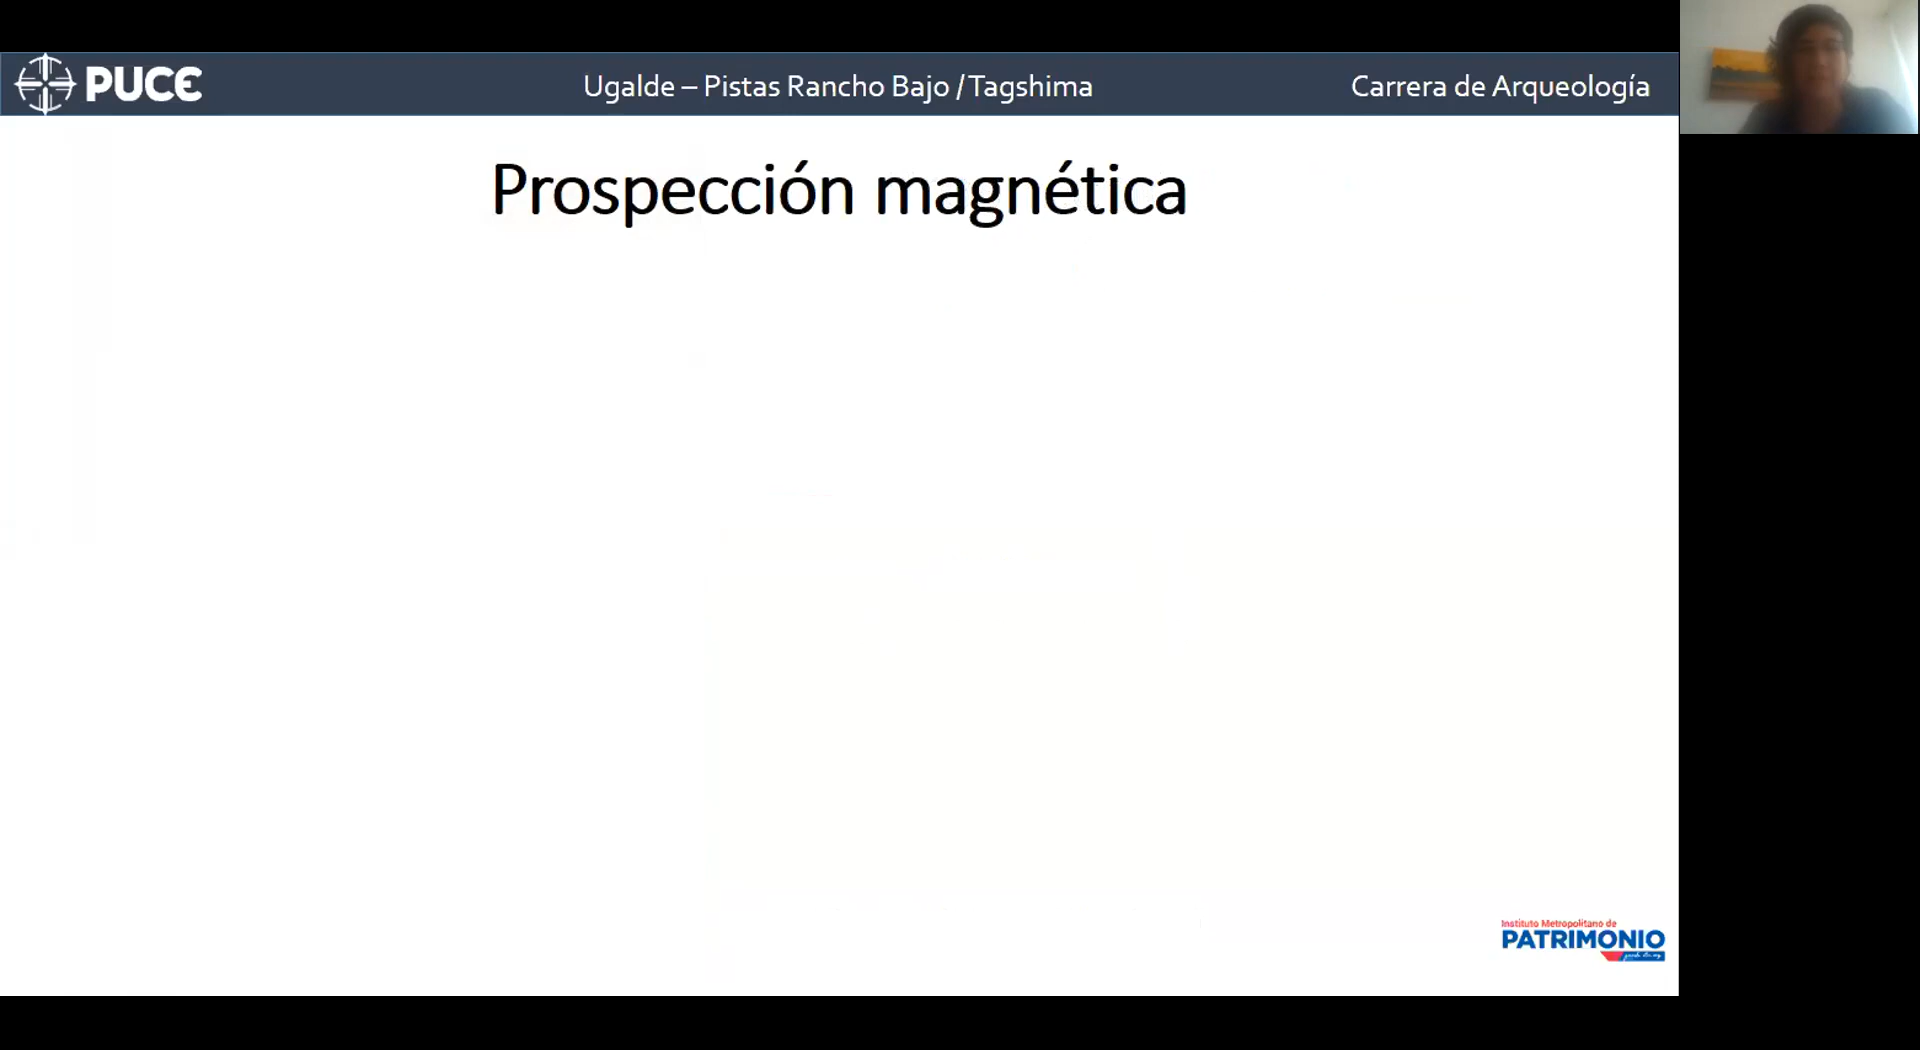 PUCE
Ugalde – Pistas Rancho Bajo / Tagshima
Carrera de Arqueología
Prospección magnética
Instituto Metropolitano de
PATRIMONIO